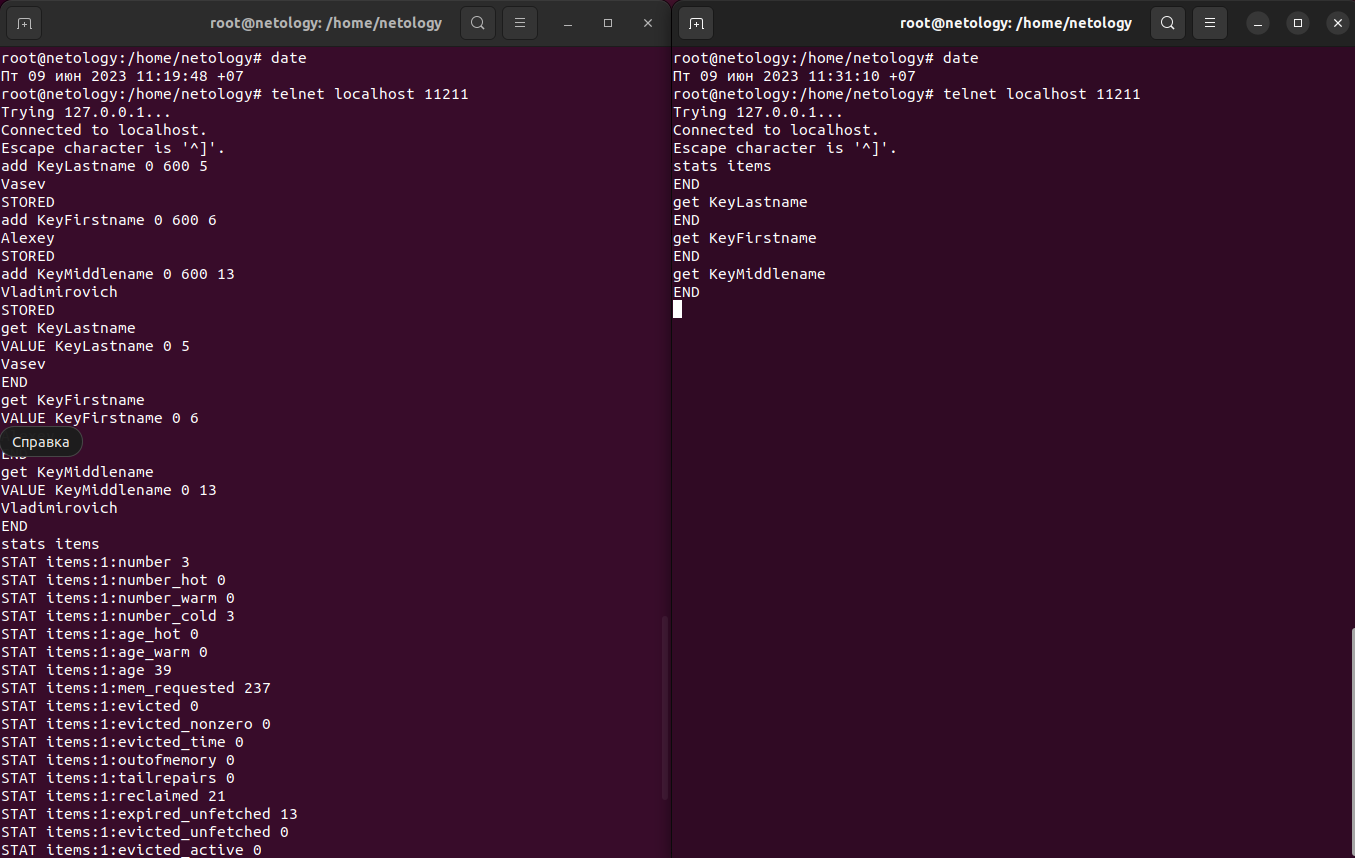 root@netology: /home/netology
root@netology:/home/netology# date
Пт 09 июн 2023 11:19:48 +07
root@netology:/home/netology# telnet localhost 11211
Trying 127.0.0.1...
Connected to localhost.
Escape character is '^]'.
add KeyLastname 0 600 5
Vasev
STORED
add KeyFirstname 0 600 6
Alexey
STORED
add KeyMiddlename 0 600 13
Vladimirovich
STORED
get KeyLastname
VALUE KeyLastname 0 5
Vasev
END
get KeyFirstname
VALUE KeyFirstname 0 6
Справка
END
get KeyMiddlename
VALUE KeyMiddlename 0 13
Vladimirovich
END
stats items
STAT items:1:number 3
STAT items:1:number_hot 0
STAT items:1:number_warm 0
STAT items:1:number_cold 3
STAT items:1:age_hot 0
STAT items:1:age_warm 0
STAT items:1:age 39
STAT items:1:mem_requested 237
STAT items:1:evicted 0
STAT items:1:evicted_nonzero 0
STAT items:1:evicted_time 0
STAT items:1:outofmemory 0
STAT items:1:tailrepairs 0
STAT items:1:reclaimed 21
STAT items:1:expired_unfetched 13
STAT items:1:evicted_unfetched 0
STAT items:1:evicted_active 0
root@netology: /home/netology
root@netology:/home/netology# date
Пт 09 июн 2023 11:31:10 +07
root@netology:/home/netology# telnet localhost 11211
Trying 127.0.0.1...
Connected to localhost.
Escape character is '^]'.
stats items
END
get KeyLastname
END
get KeyFirstname
END
get KeyMiddlename
END